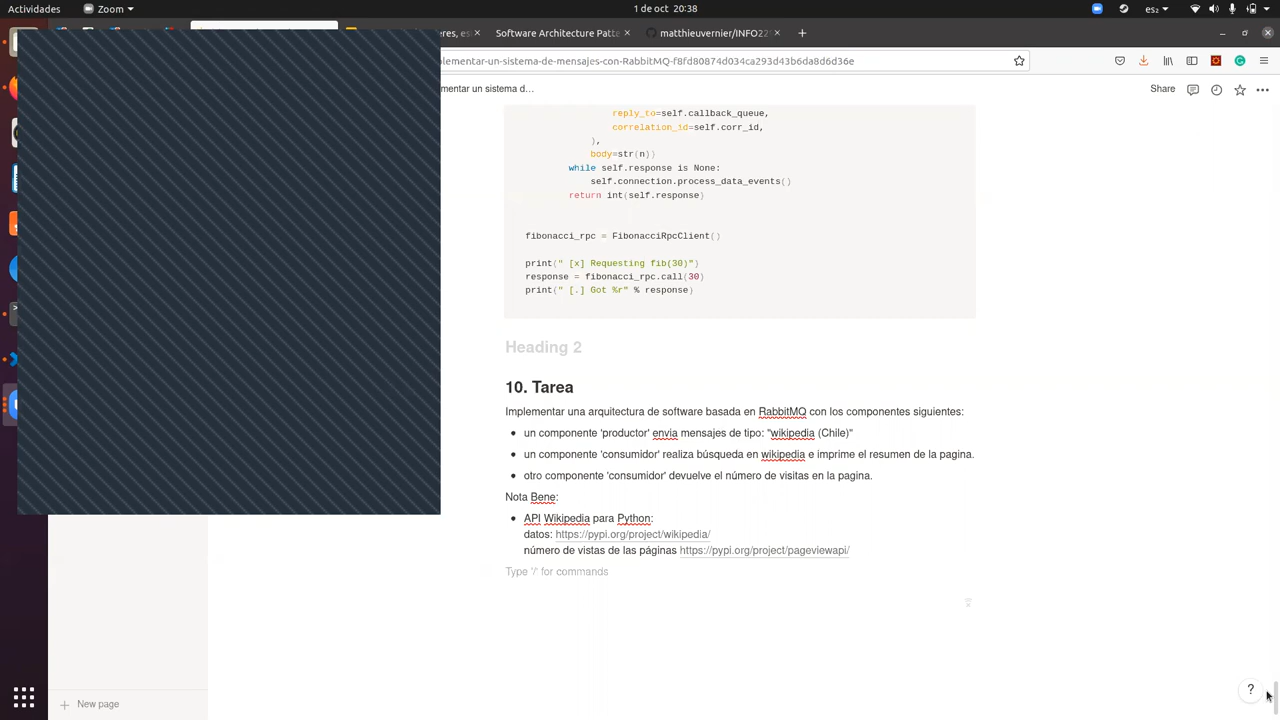 Actividades
Zoom
1 de oct 20:38
es₂
eres, es
Software Architecture Patte
matthieuvernier/INFO22
lementar-un-sistema-de-mensajes-con-RabbitMQ-f8fd80874d034ca293d43b6da8d6d36e
mentar un sistema d…
Share
reply_to=self.callback_queue,
correlation_id=self.corr_id,
),
body=str(n))
while self.response is None:
self.connection.process_data_events()
return int(self.response)
fibonacci_rpc = FibonacciRpcClient()
print(" [x] Requesting fib(30)")
response = fibonacci_rpc.call(30)
print(" [.] Got %r" % response)
Heading 2
10. Tarea
Implementar una arquitectura de software basada en RabbitMQ con los componentes siguientes:
• un componente 'productor' envia mensajes de tipo: "wikipedia (Chile)"
• un componente 'consumidor' realiza búsqueda en wikipedia e imprime el resumen de la pagina.
• otro componente 'consumidor' devuelve el número de visitas en la pagina.
Nota Bene:
• API Wikipedia para Python:
datos: https://pypi.org/project/wikipedia/
número de vistas de las páginas https://pypi.org/project/pageviewapi/
Type '/' for commands
New page
?